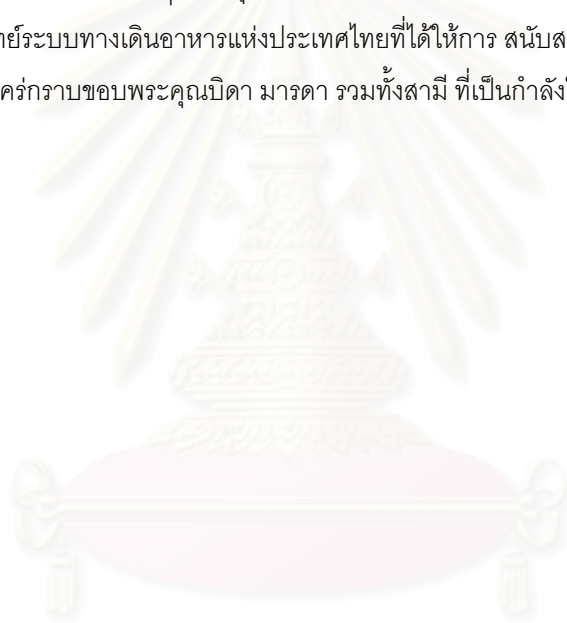 ทย์ระบบทางเดินอาหารแห่งประเทศไทยที่ได้ให้การ สนับส
คร่กราบขอบพระคุณบิดา มารดา รวมทั้งสามี ที่เป็นกำลังใ